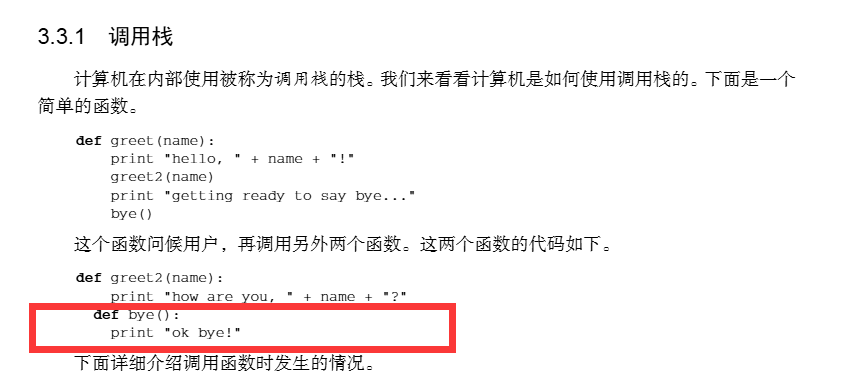 3.3.1 调用栈
计算机在内部使用被称为调用栈的栈。我们来看看计算机是如何使用调用栈的。下面是一个
简单的函数。
def greet(name):
    print "hello, " + name + "!"
    greet2(name)
    print "getting ready to say bye..."
    bye()
这个函数问候用户，再调用另外两个函数。这两个函数的代码如下。
def greet2(name):
    print "how are you, " + name + "?"
  def bye():
    print "ok bye!"
下面详细介绍调用函数时发生的情况。